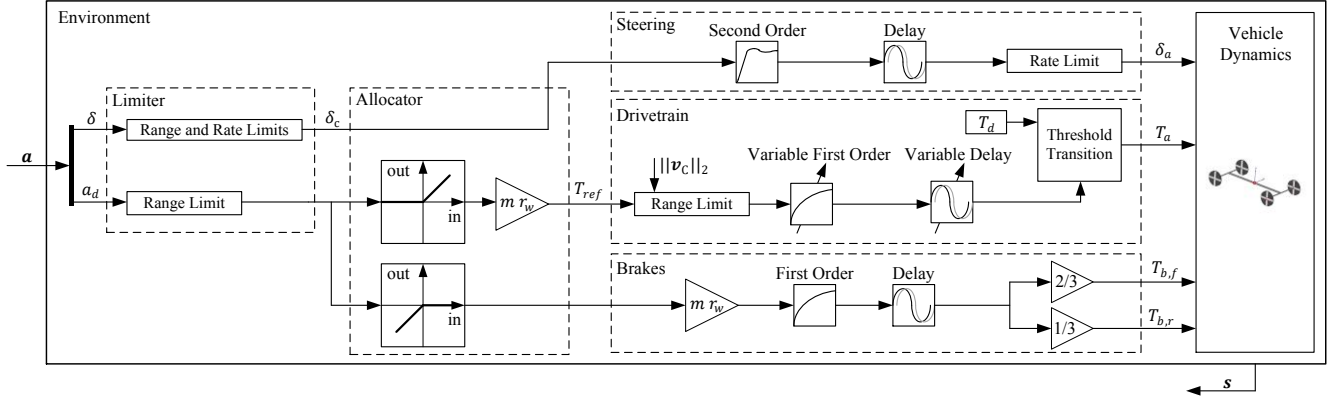 Environment
Steering
Second Order
Delay
Rate Limit
δₐ
Vehicle
Dynamics
Limiter
δ
Range and Rate Limits
δ_c
Allocator
a
a_d
Range Limit
out
in
m r_w
T_ref
out
in
Drivetrain
||v_C||₂
Range Limit
Variable First Order
Variable Delay
T_d
Threshold
Transition
T_a
Brakes
m r_w
First Order
Delay
2/3
1/3
T_b,f
T_b,r
s